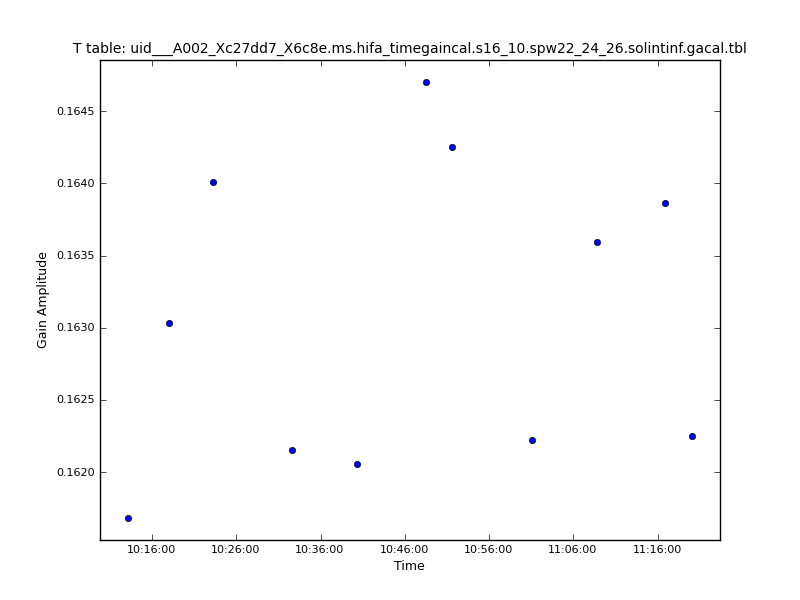 T table: uid___A002_Xc27dd7_X6c8e.ms.hifa_timegaincal.s16_10.spw22_24_26.solintinf.gacal.tbl
0.1645
0.1640
0.1635
0.1630
0.1625
0.1620
Gain Amplitude
10:16:00 10:26:00 10:36:00 10:46:00 10:56:00 11:06:00 11:16:00
Time